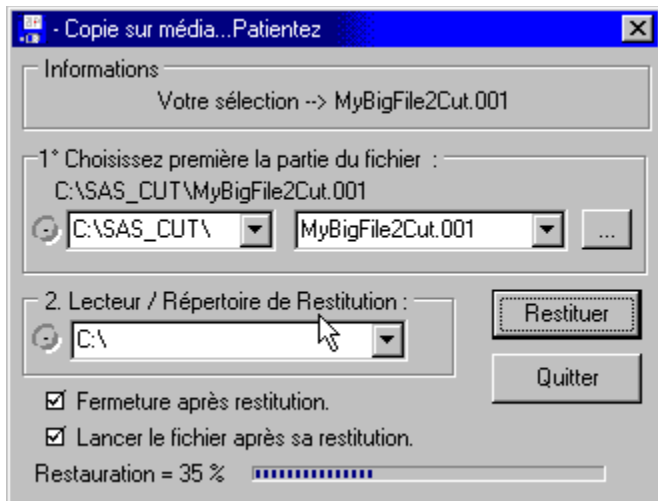 - Copie sur média...Patientez
Informations
Votre sélection --> MyBigFile2Cut.001
1° Choisissez première la partie du fichier :
C:\SAS_CUT\MyBigFile2Cut.001
C:\SAS_CUT\ MyBigFile2Cut.001 ...
2. Lecteur / Répertoire de Restitution :
C:\
Restituer
Quitter
Fermeture après restitution.
Lancer le fichier après sa restitution.
Restauration = 35 %